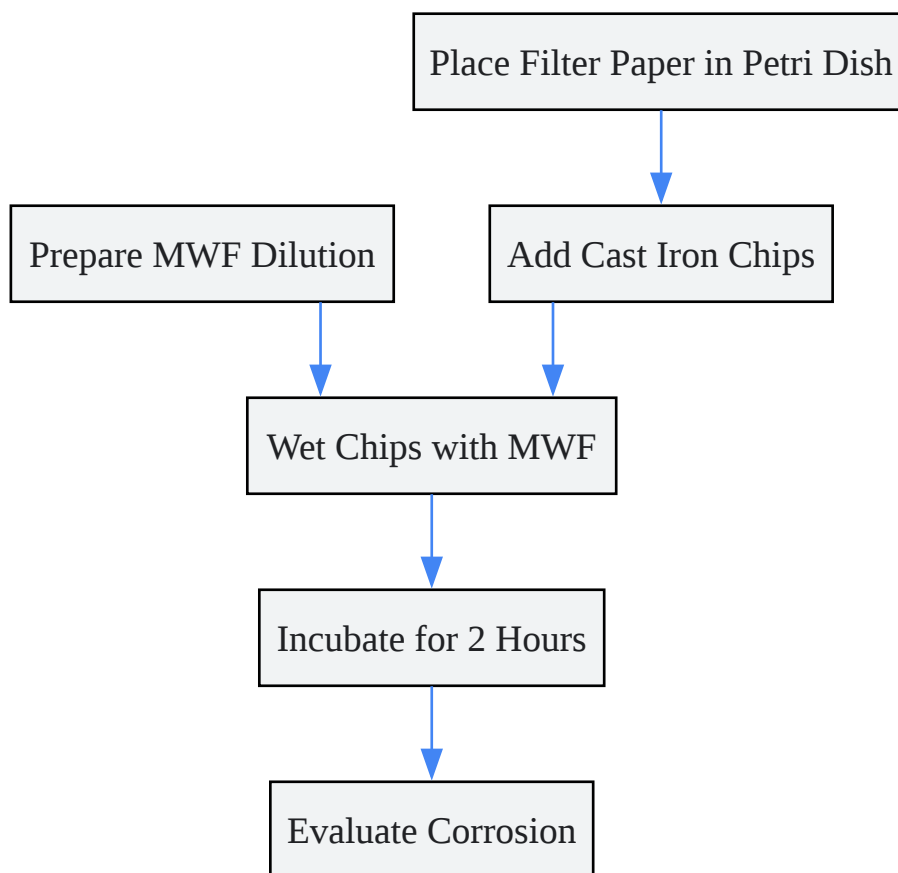 Place Filter Paper in Petri Dish
Prepare MWF Dilution
Add Cast Iron Chips
Wet Chips with MWF
Incubate for 2 Hours
Evaluate Corrosion